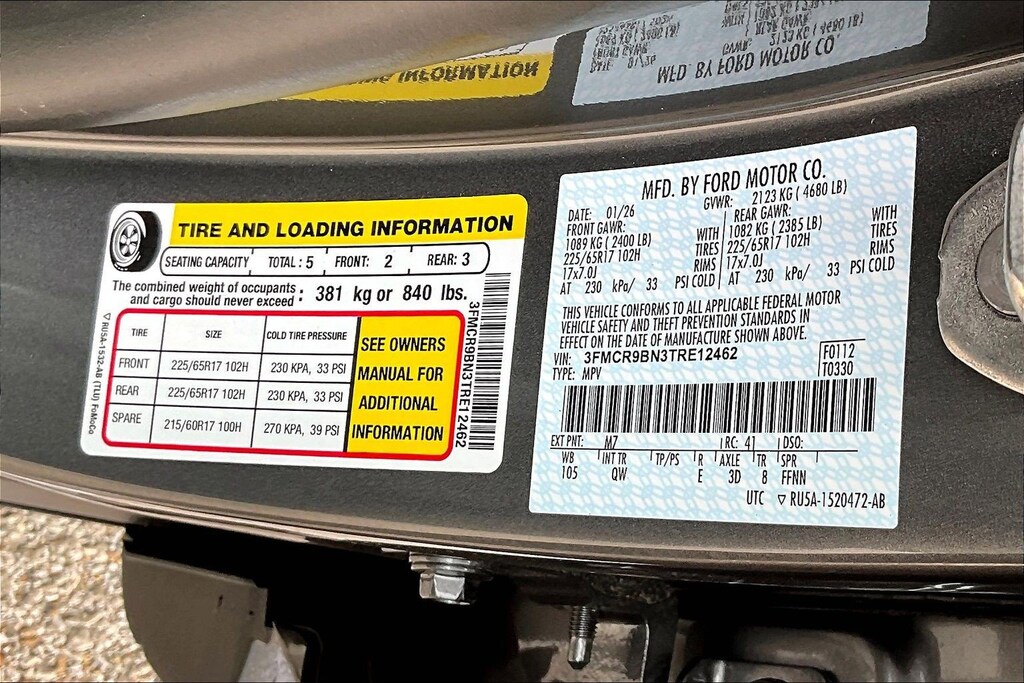 TIRE AND LOADING INFORMATION
SEATING CAPACITY TOTAL : 5 FRONT: 2 REAR: 3
The combined weight of occupants
and cargo should never exceed : 381 kg or 840 lbs.
TIRE SIZE COLD TIRE PRESSURE
FRONT 225/65R17 102H 230 KPA, 33 PSI
REAR 225/65R17 102H 230 KPA, 33 PSI
SPARE 215/60R17 100H 270 KPA, 39 PSI
SEE OWNERS
MANUAL FOR
ADDITIONAL
INFORMATION
3FMCR9BN3TRE12462
RU5A-1532-AB (TLU) FoMoCo
MFD. BY FORD MOTOR CO.
DATE: 01/26 GVWR: 2123 KG ( 4680 LB)
FRONT GAWR: REAR GAWR:
1089 KG ( 2400 LB) WITH 1082 KG ( 2385 LB) WITH
225/65R17 102H TIRES 225/65R17 102H TIRES
17x7.0J RIMS 17x7.0J RIMS
AT 230 kPa/ 33 PSI COLD AT 230 kPa/ 33 PSI COLD
THIS VEHICLE CONFORMS TO ALL APPLICABLE FEDERAL MOTOR
VEHICLE SAFETY AND THEFT PREVENTION STANDARDS IN
EFFECT ON THE DATE OF MANUFACTURE SHOWN ABOVE.
VIN: 3FMCR9BN3TRE12462 F0112
TYPE: MPV T0330
EXT PNT: M7 RC: 41 DSO:
WB INT TR TP/PS R AXLE TR SPR
105 QW E 3D 8 FFNN
UTC RU5A-1520472-AB